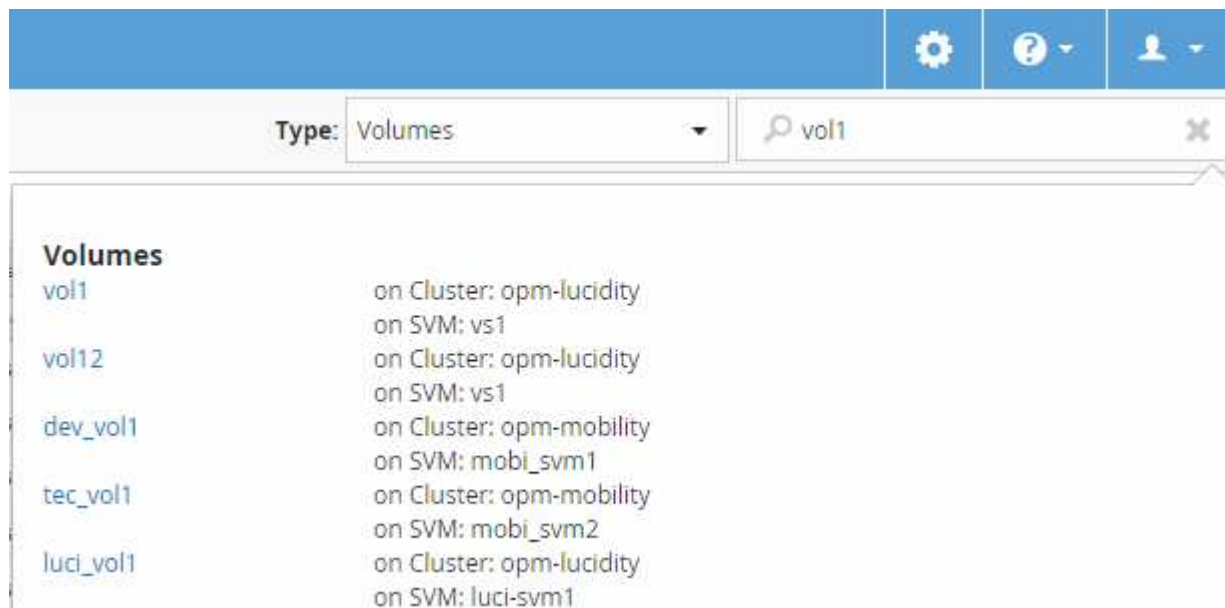 Type: Volumes vol1
Volumes
vol1 on Cluster: opm-lucidity
on SVM: vs1
vol12 on Cluster: opm-lucidity
on SVM: vs1
dev_vol1 on Cluster: opm-mobility
on SVM: mobi_svm1
tec_vol1 on Cluster: opm-mobility
on SVM: mobi_svm2
luci_vol1 on Cluster: opm-lucidity
on SVM: luci-svm1